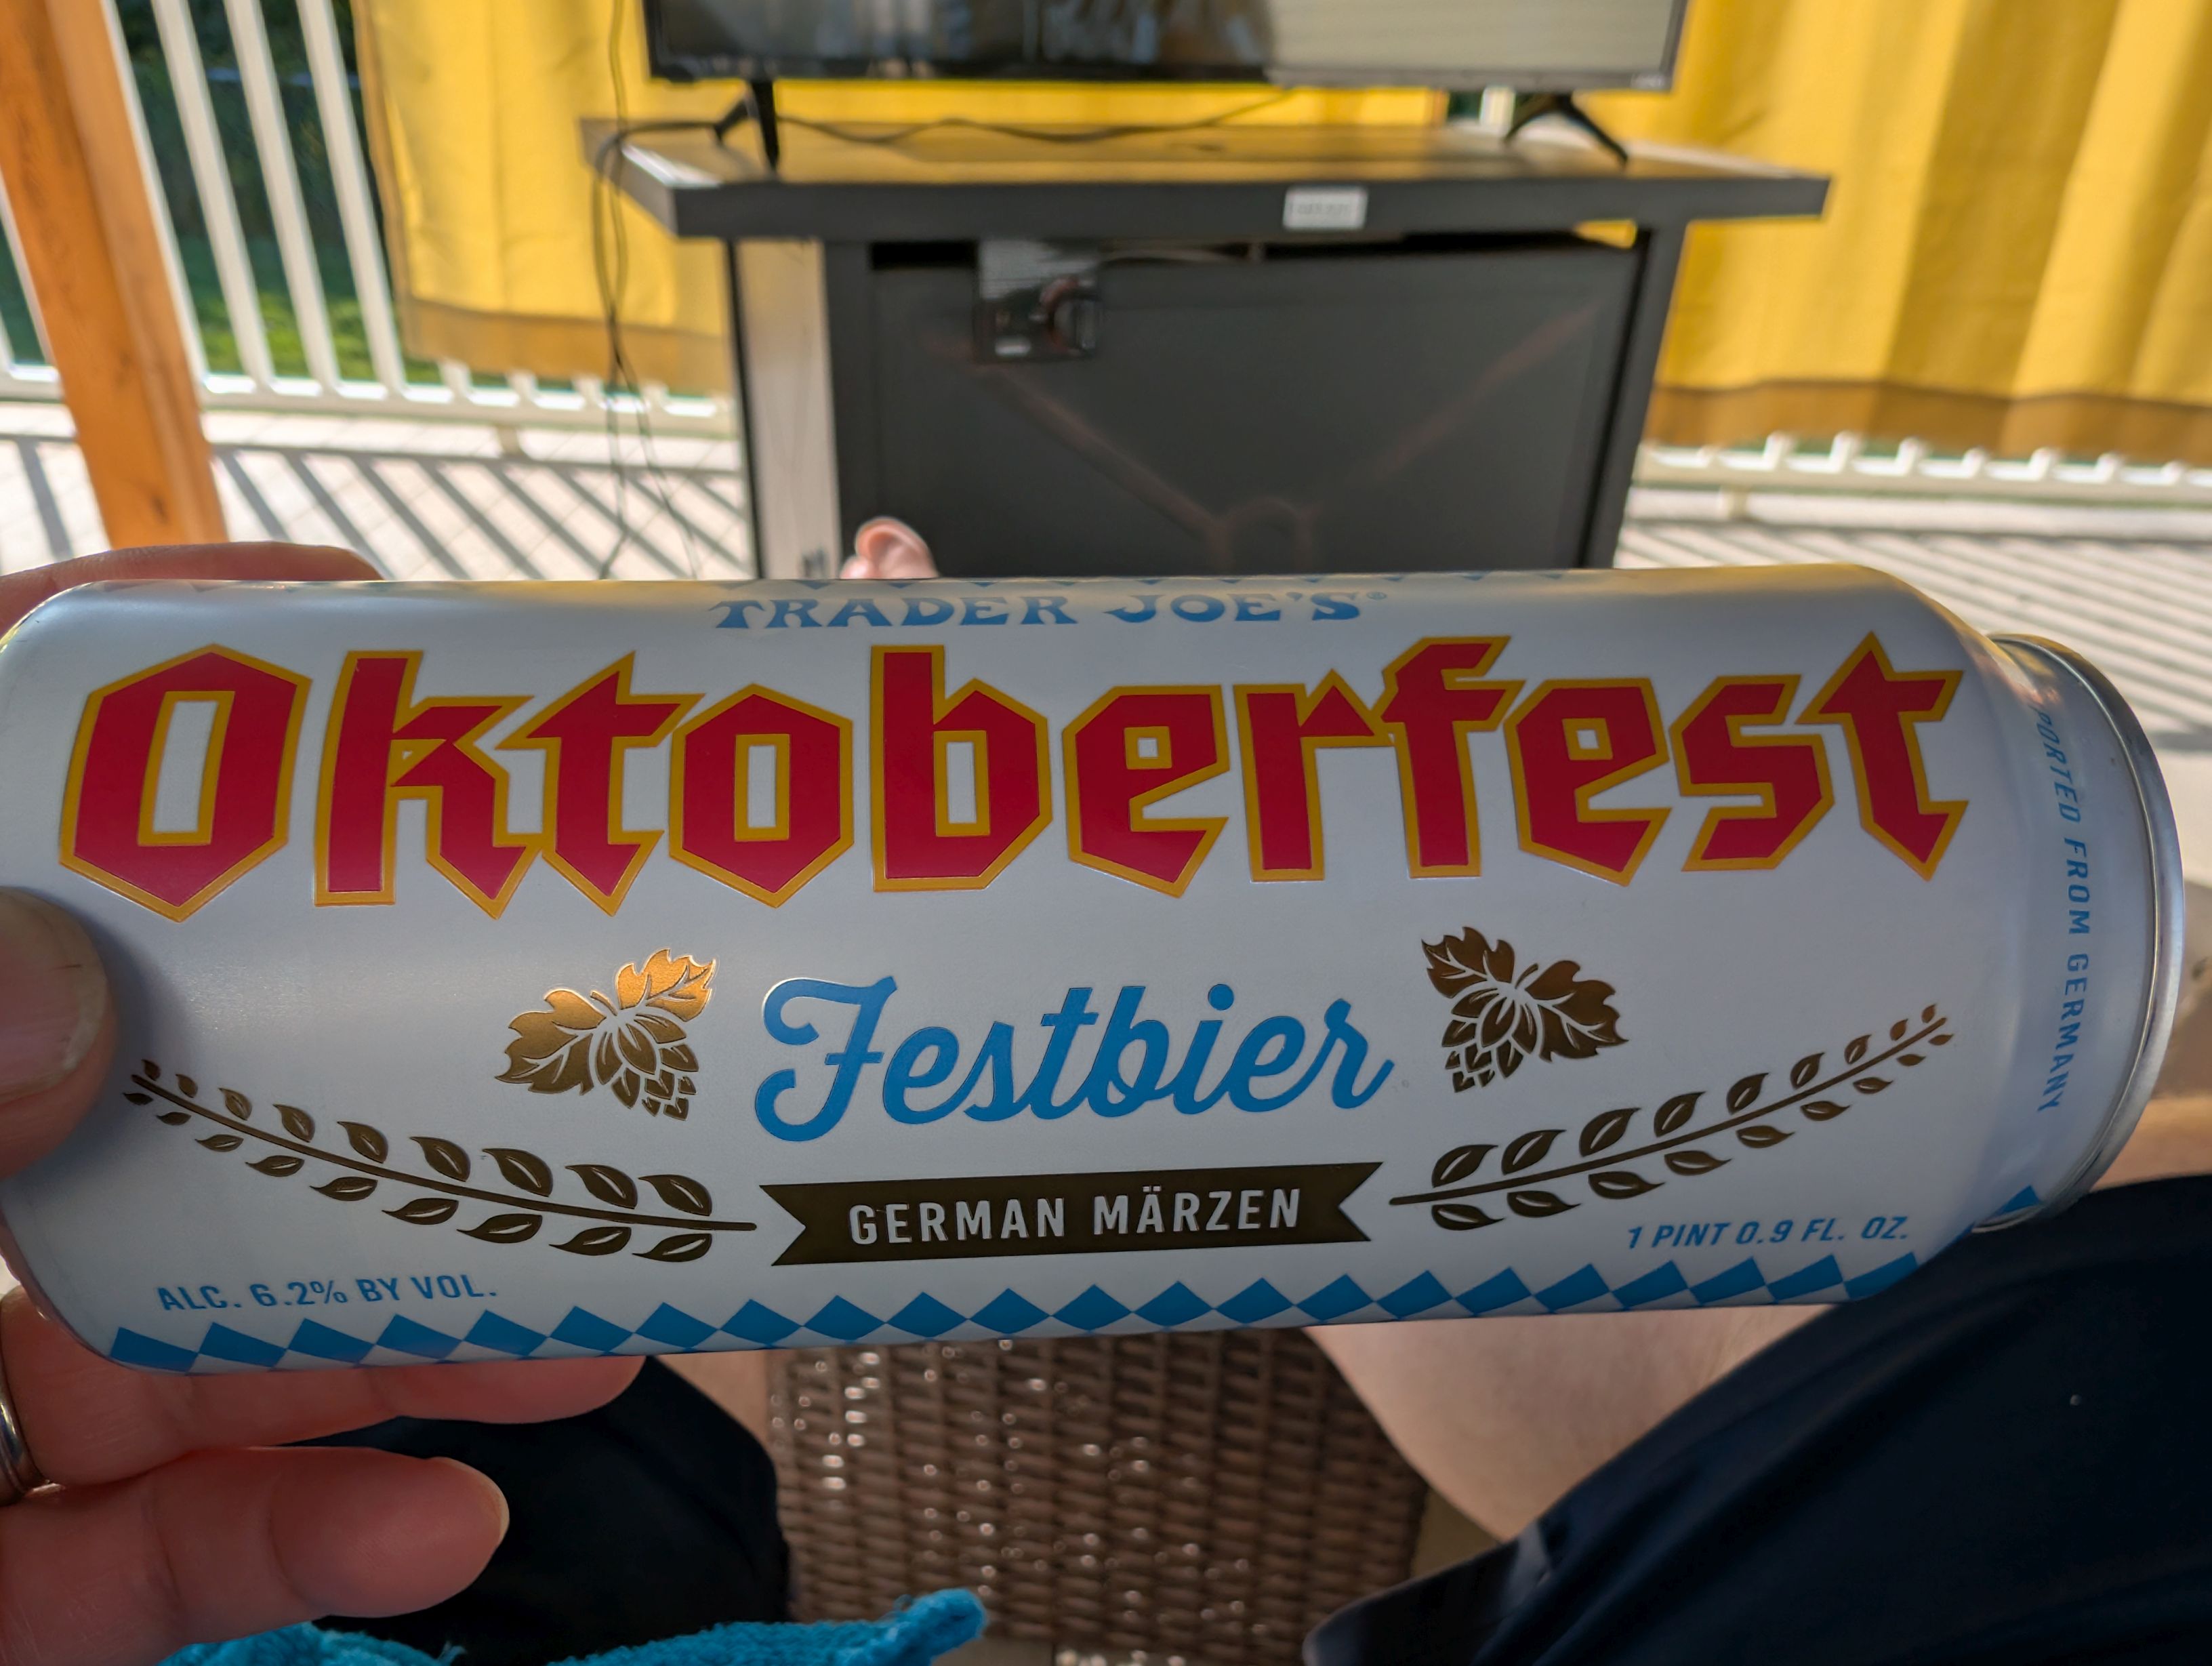 TRADER JOE'S®
Oktoberfest
Festbier
GERMAN MÄRZEN
ALC. 6.2% BY VOL.
1 PINT 0.9 FL. OZ.
FROM GERMANY